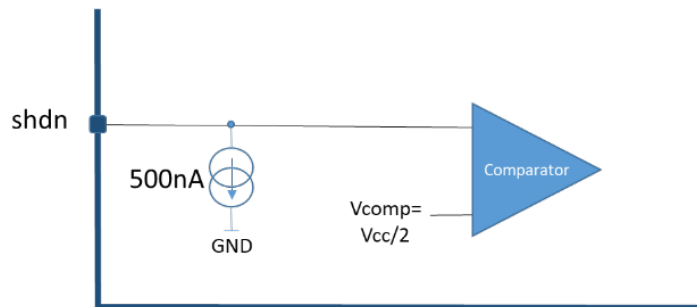 shdn
500nA
Comparator
Vcomp=
Vcc/2
GND